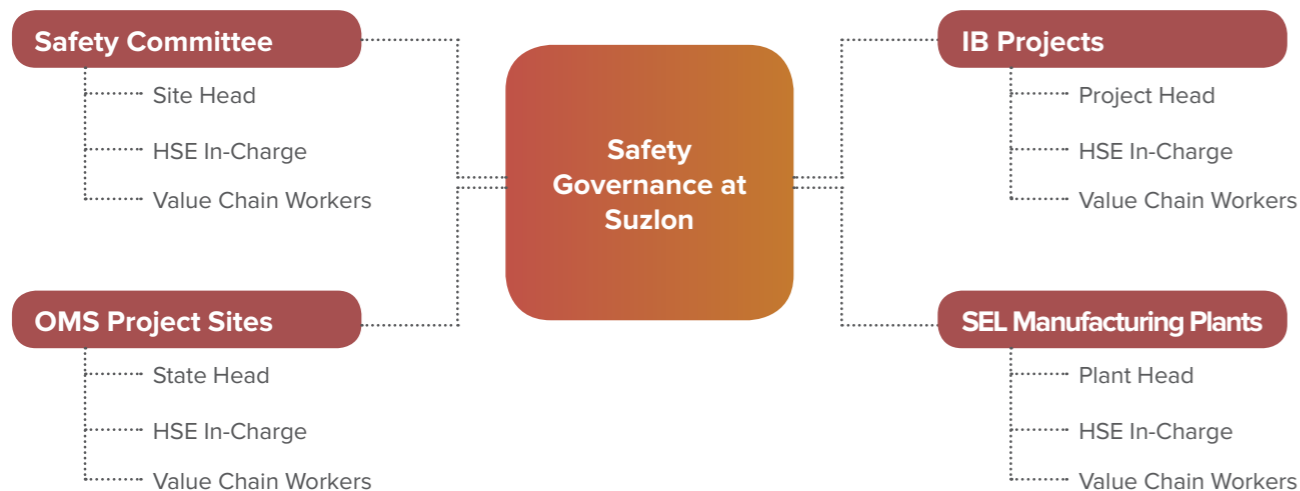 Safety Committee
Site Head
HSE In-Charge
Value Chain Workers
OMS Project Sites
State Head
HSE In-Charge
Value Chain Workers
Safety
Governance at
Suzlon
IB Projects
Project Head
HSE In-Charge
Value Chain Workers
SEL Manufacturing Plants
Plant Head
HSE In-Charge
Value Chain Workers